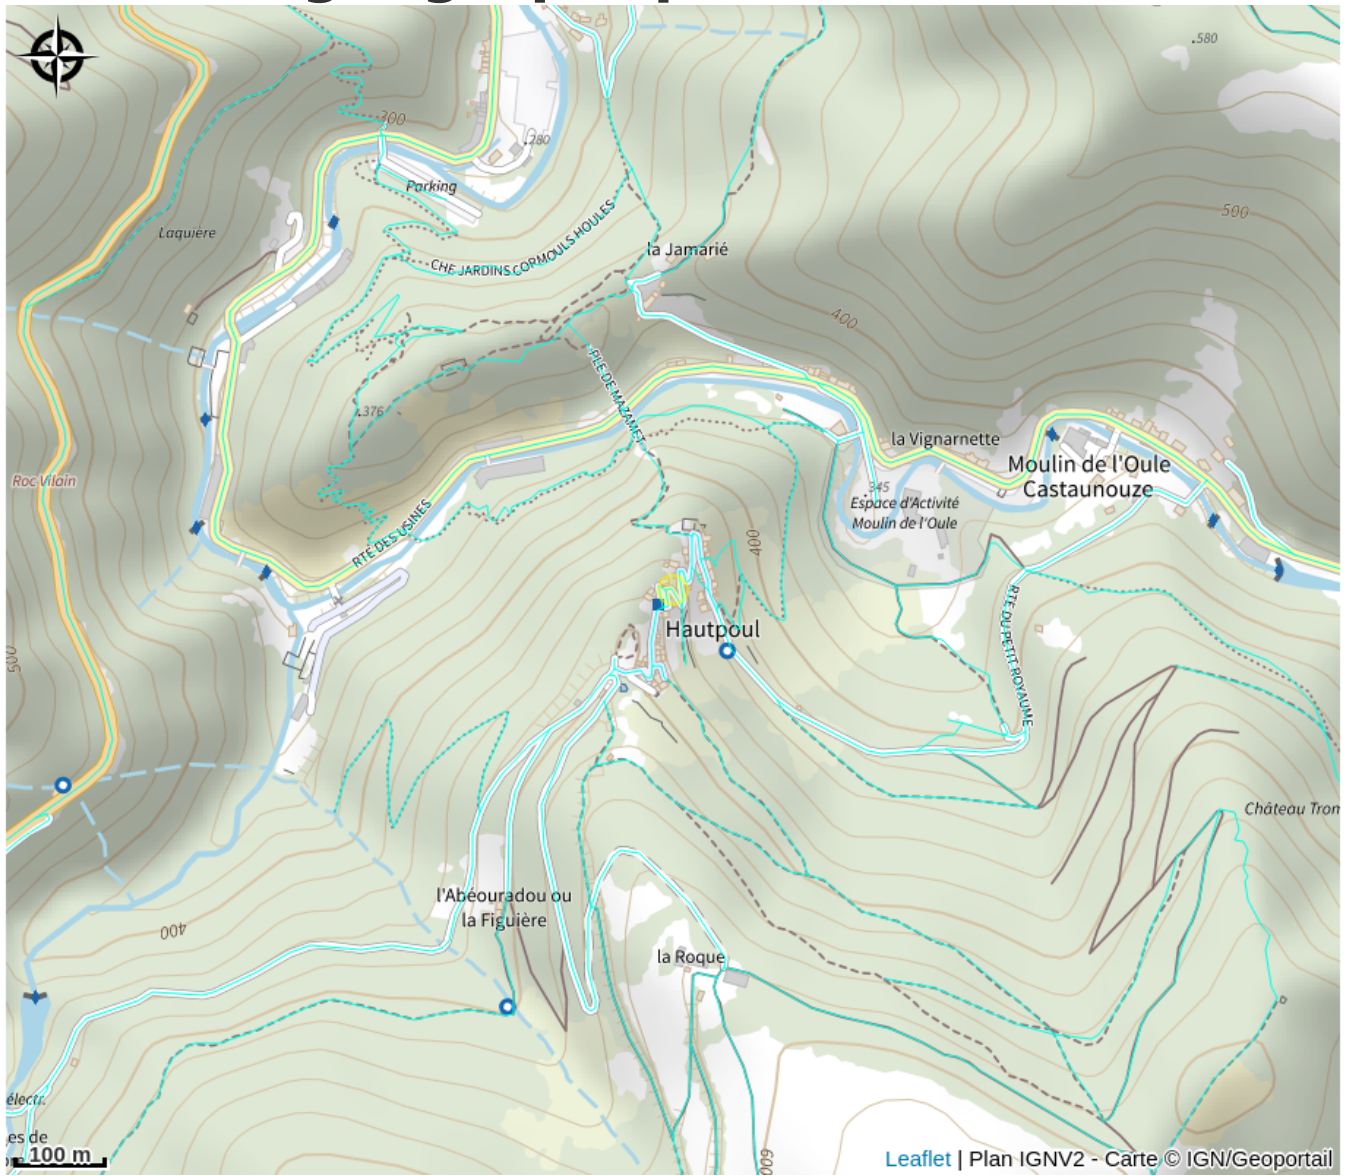 .580
300
.280
Parking
500
Laquière
CHE JARDINS CORMOULS HOULES
la Jamarié
400
PLE DE MAZAMET
.376
la Vignarnette
Moulin de l'Oule
Castaunouze
Roc Vilain
345
Espace d'Activité
Moulin de l'Oule
RTE DES USINES
400
RTE DU PETIT ROYAUME
Hautpoul
500
Château Trom
l'Abéouradou ou
la Figuière
400
la Roque
élect
es de
100 m
600
Leaflet | Plan IGNV2 - Carte © IGN/Geoportail